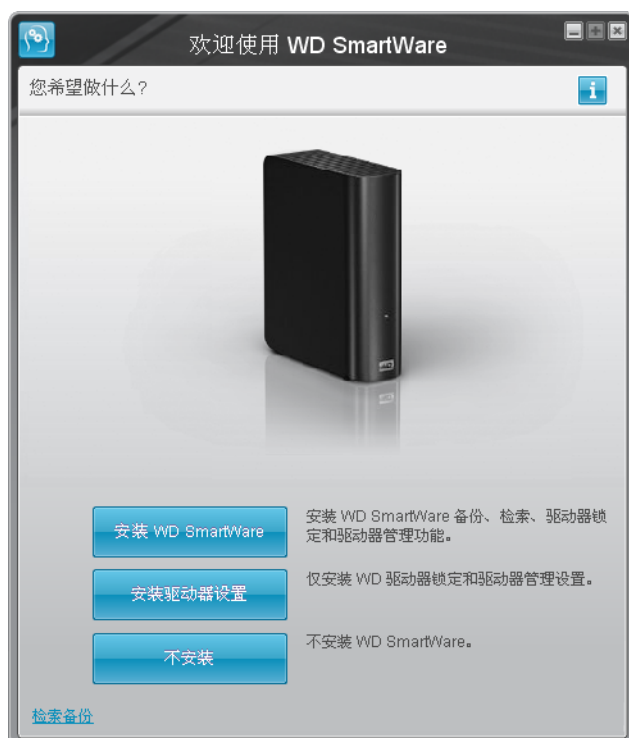 欢迎使用 WD SmartWare
您希望做什么?
安装 WD SmartWare
安装 WD SmartWare 备份、检索、驱动器锁
定和驱动器管理功能。
安装驱动器设置
仅安装 WD 驱动器锁定和驱动器管理设置。
不安装
不安装 WD SmartWare。
检索备份